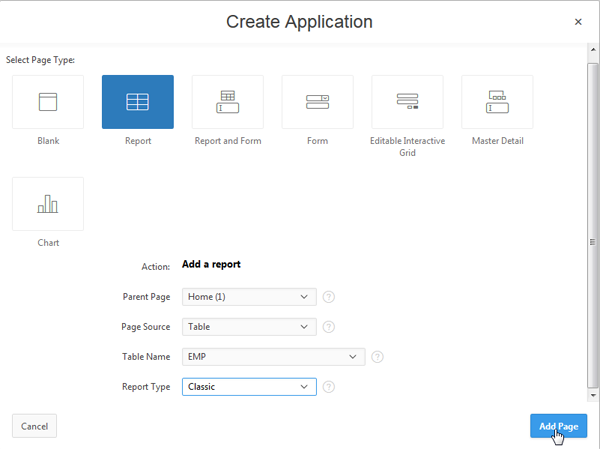 Create Application
Select Page Type:
Blank
Report
Report and Form
Form
Editable Interactive
Grid
Master Detail
Chart
Action: Add a report
Parent Page Home (1)
Page Source Table
Table Name EMP
Report Type Classic
Cancel
Add Page